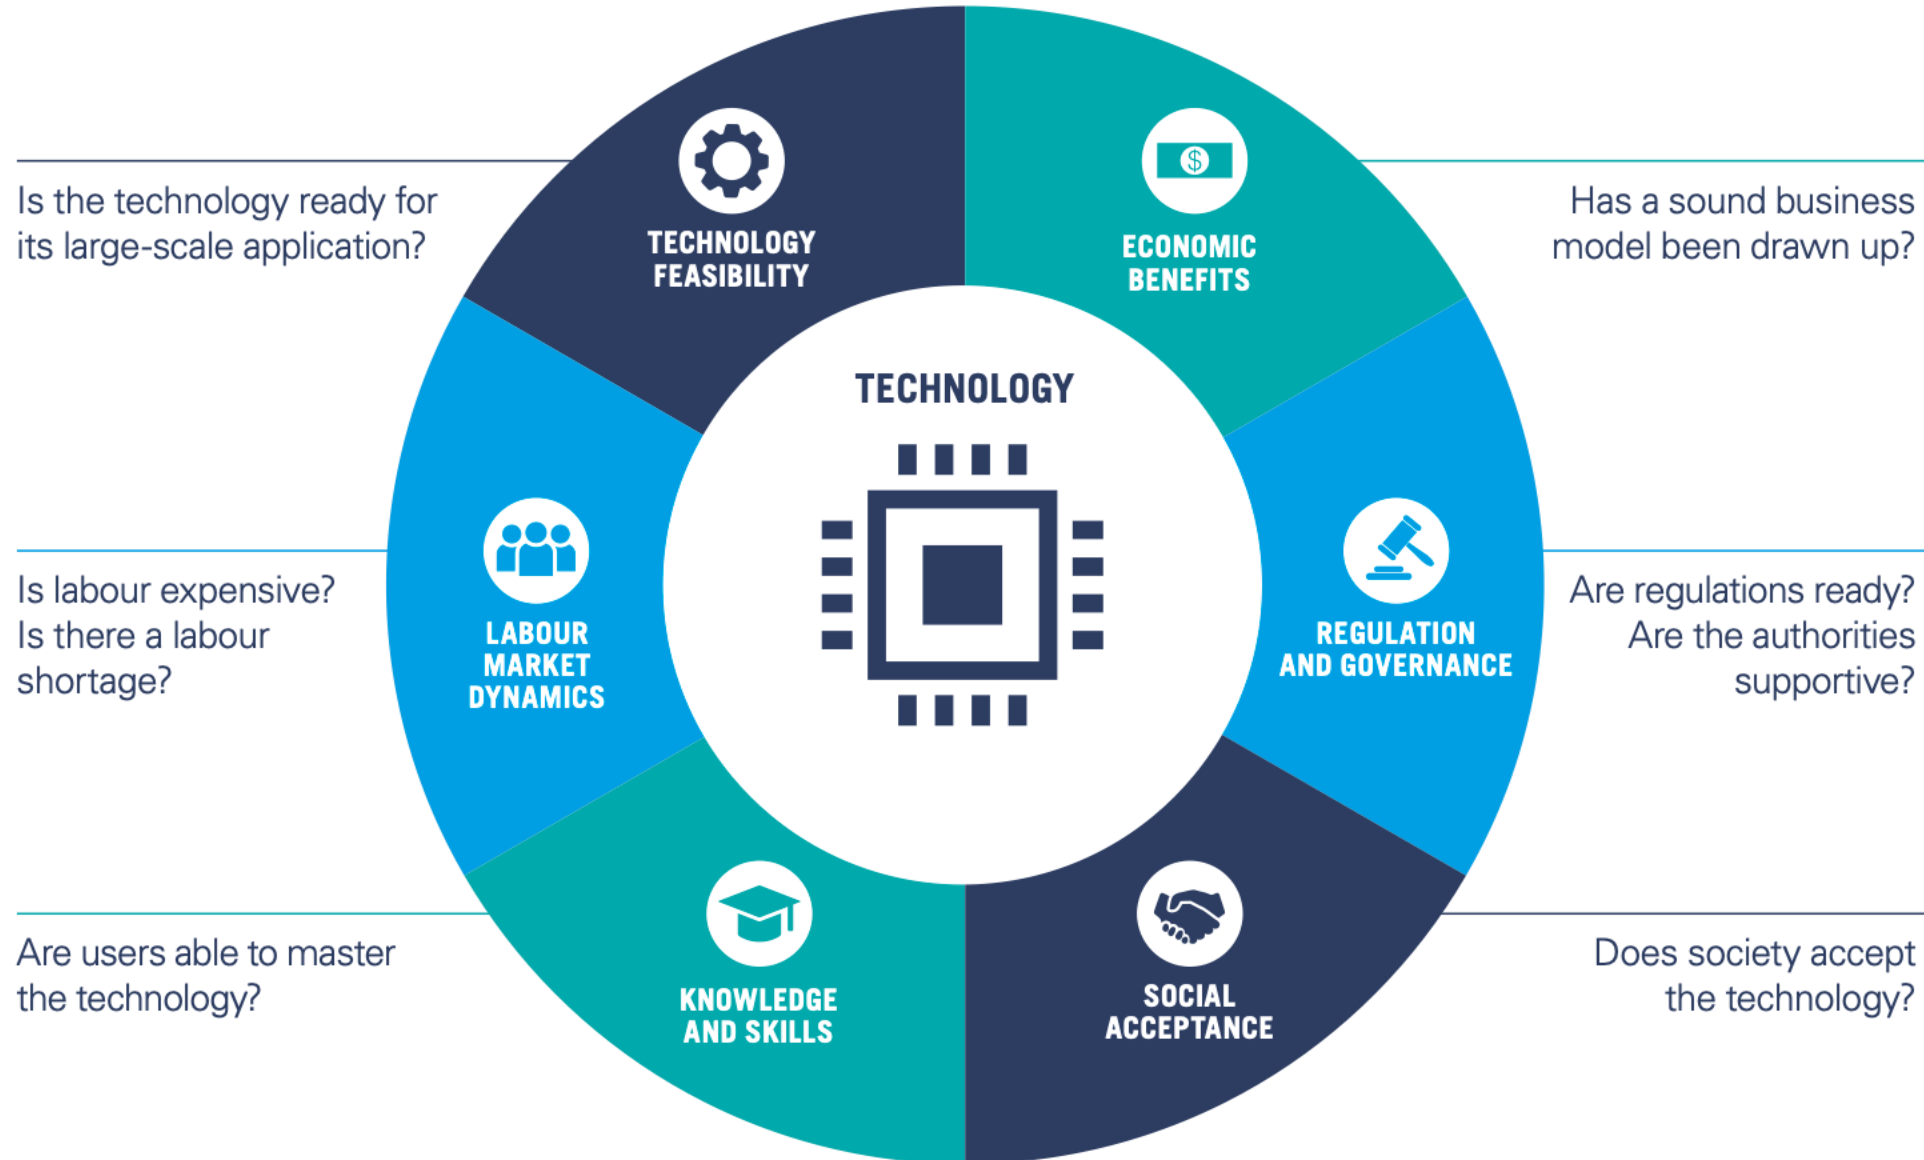 Is the technology ready for
its large-scale application?
TECHNOLOGY
FEASIBILITY
$
ECONOMIC
BENEFITS
Has a sound business
model been drawn up?
TECHNOLOGY
Is labour expensive?
Is there a labour
shortage?
LABOUR
MARKET
DYNAMICS
REGULATION
AND GOVERNANCE
Are regulations ready?
Are the authorities
supportive?
Are users able to master
the technology?
KNOWLEDGE
AND SKILLS
SOCIAL
ACCEPTANCE
Does society accept
the technology?